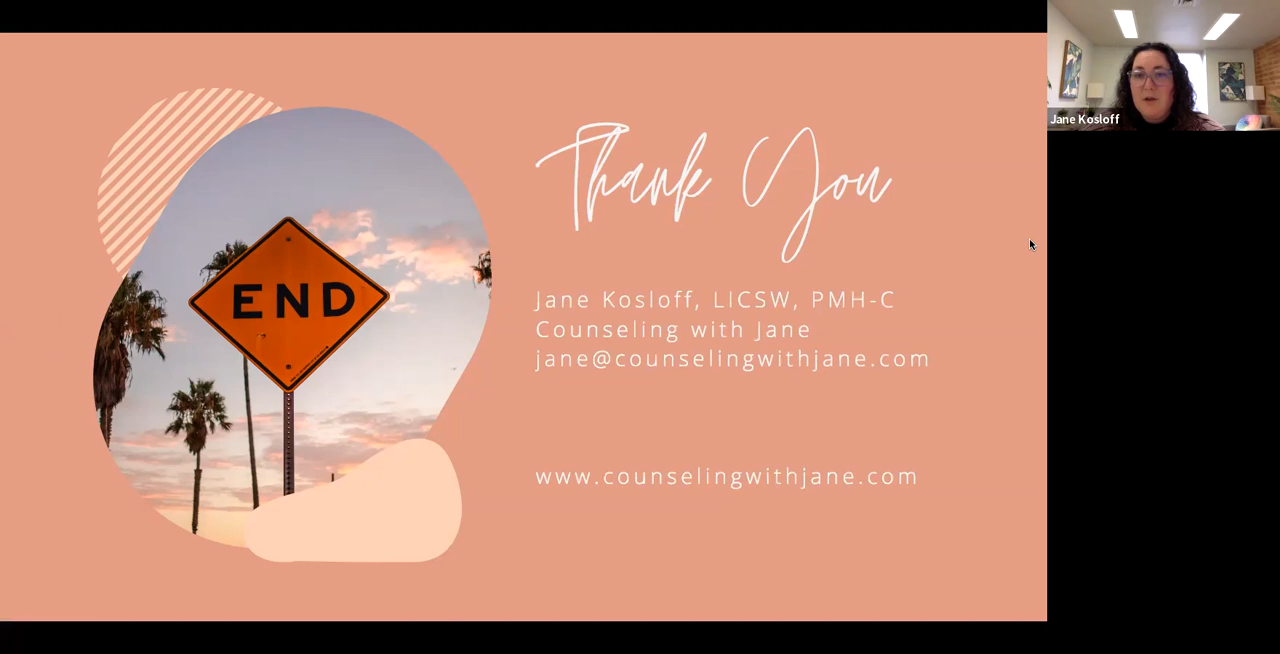 Jane Kosloff
Thank You
END
Jane Kosloff, LICSW, PMH-C
Counseling with Jane
jane@counselingwithjane.com
www.counselingwithjane.com